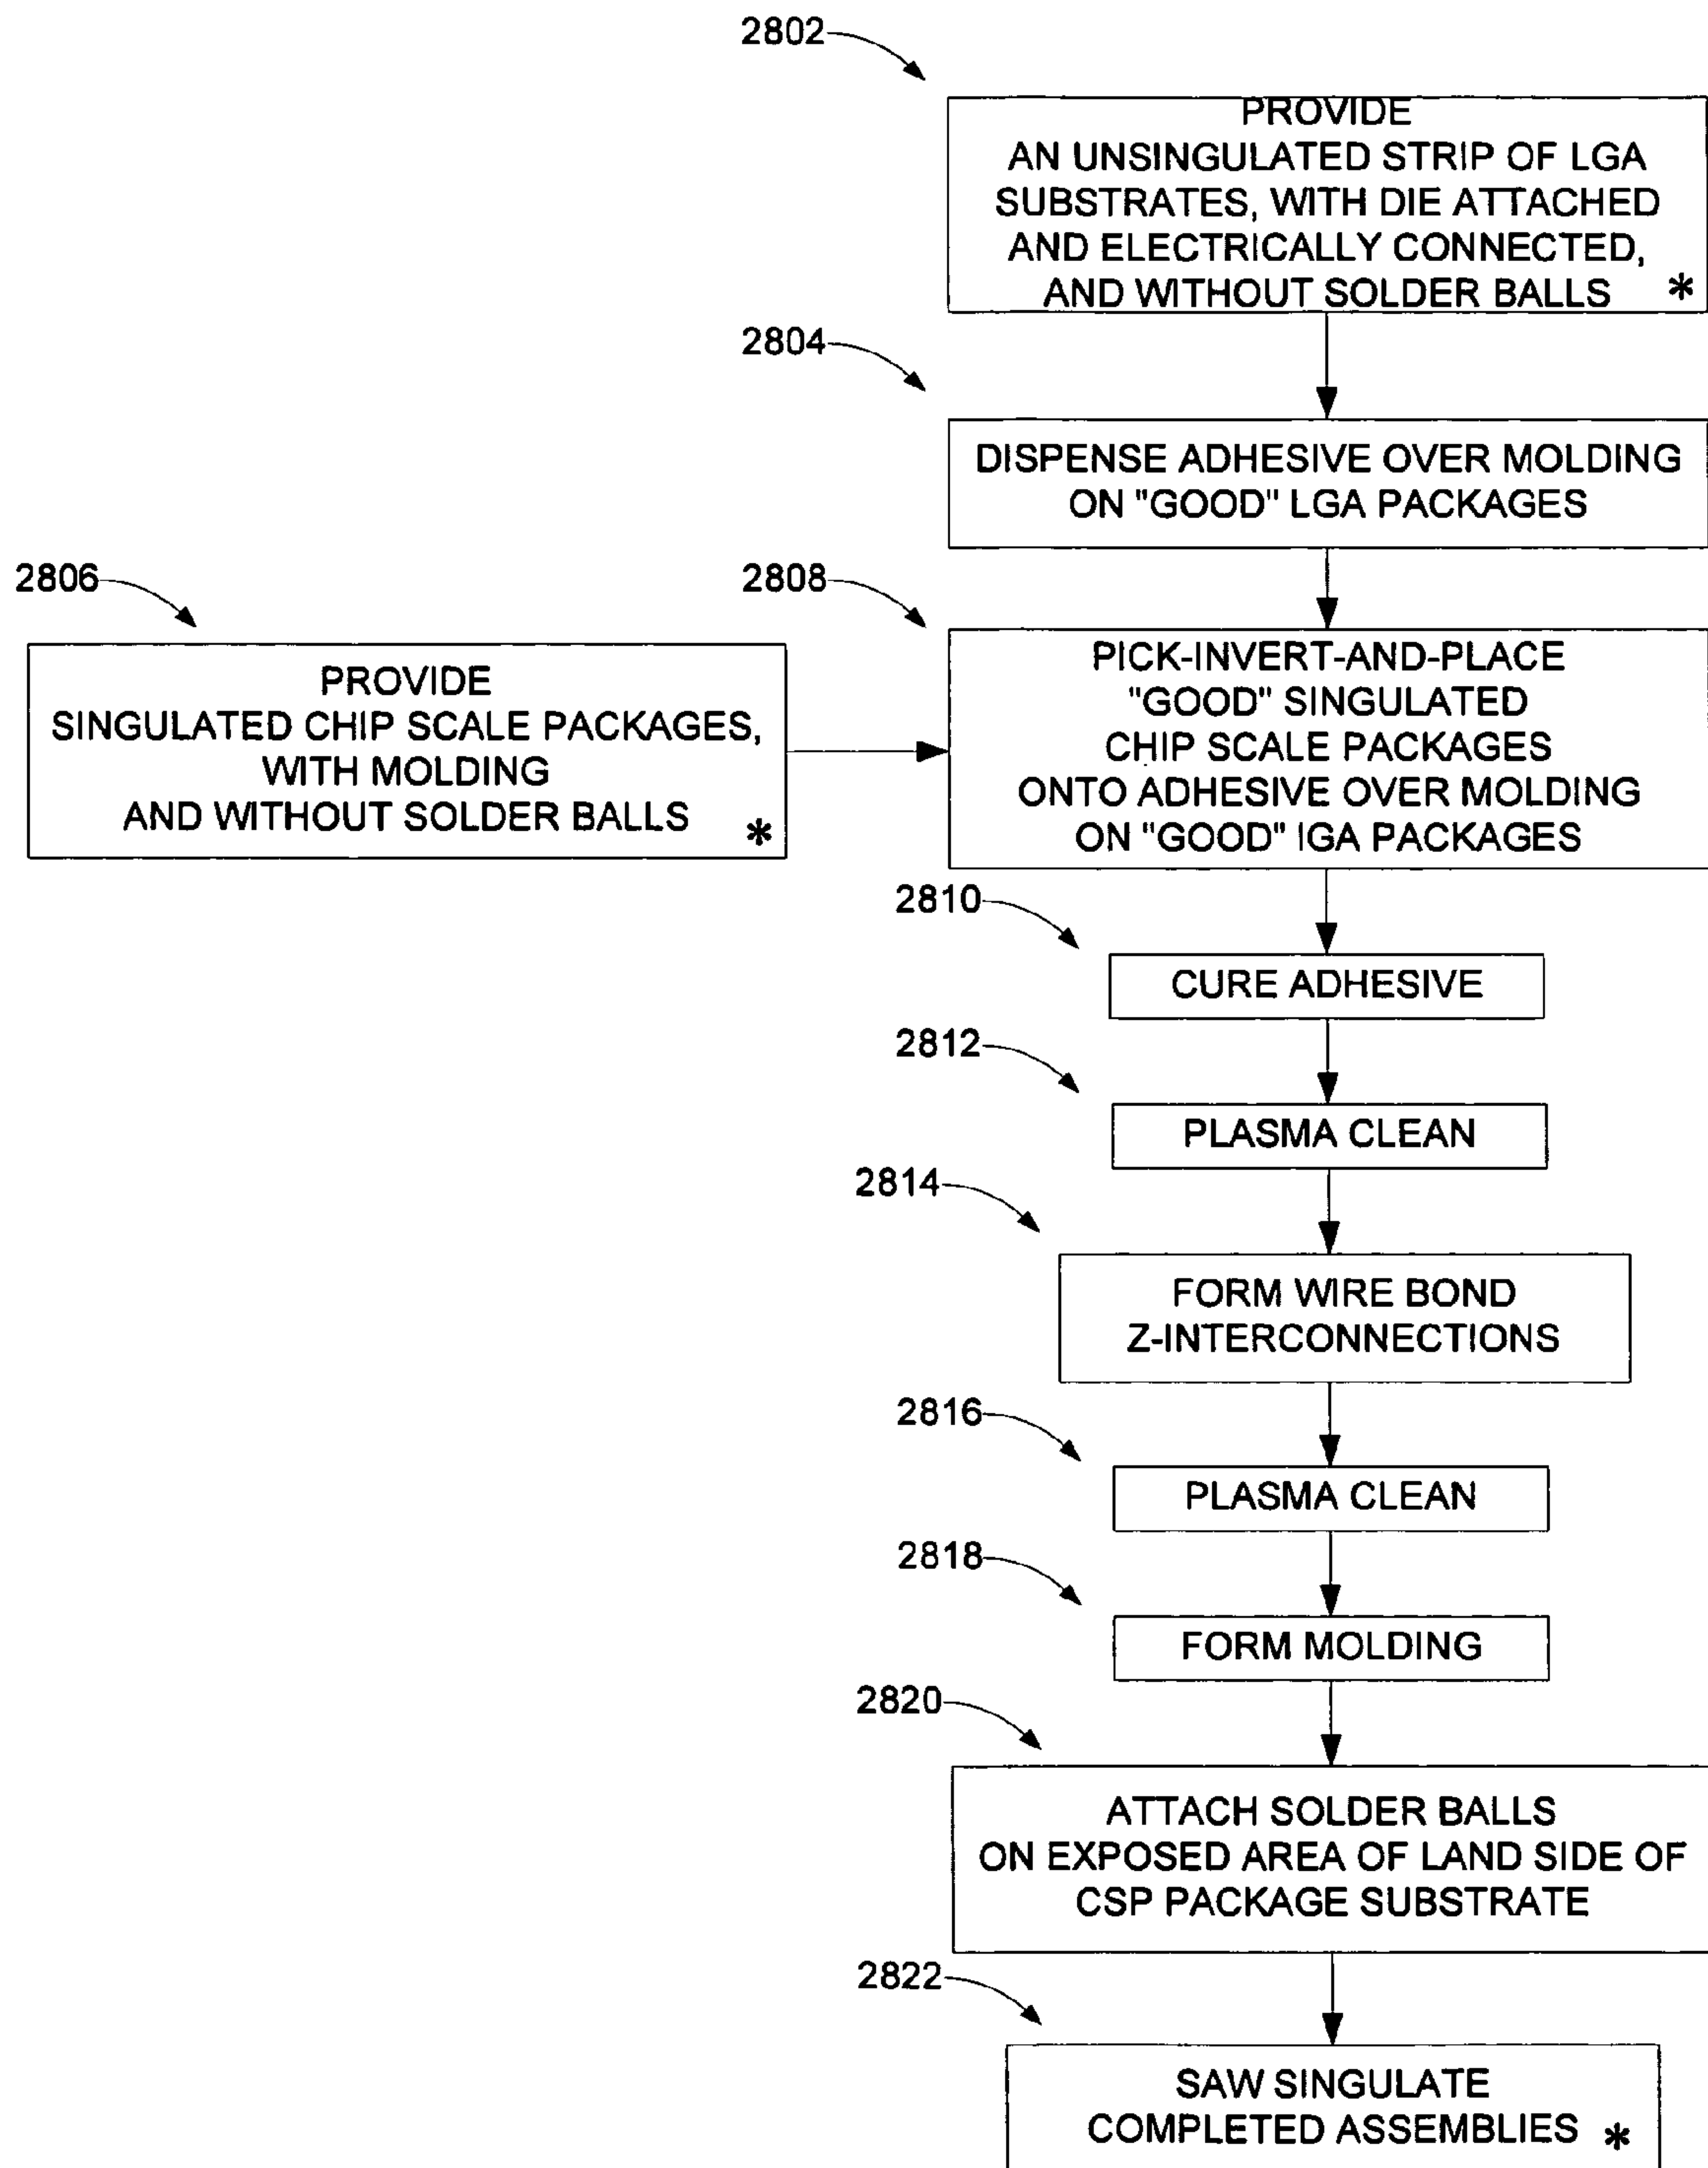 2802
PROVIDE
AN UNSINGULATED STRIP OF LGA
SUBSTRATES, WITH DIE ATTACHED
AND ELECTRICALLY CONNECTED,
AND WITHOUT SOLDER BALLS *
2804
DISPENSE ADHESIVE OVER MOLDING
ON "GOOD" LGA PACKAGES
2806
PROVIDE
SINGULATED CHIP SCALE PACKAGES,
WITH MOLDING
AND WITHOUT SOLDER BALLS *
2808
PICK-INVERT-AND-PLACE
"GOOD" SINGULATED
CHIP SCALE PACKAGES
ONTO ADHESIVE OVER MOLDING
ON "GOOD" IGA PACKAGES
2810
CURE ADHESIVE
2812
PLASMA CLEAN
2814
FORM WIRE BOND
Z-INTERCONNECTIONS
2816
PLASMA CLEAN
2818
FORM MOLDING
2820
ATTACH SOLDER BALLS
ON EXPOSED AREA OF LAND SIDE OF
CSP PACKAGE SUBSTRATE
2822
SAW SINGULATE
COMPLETED ASSEMBLIES *